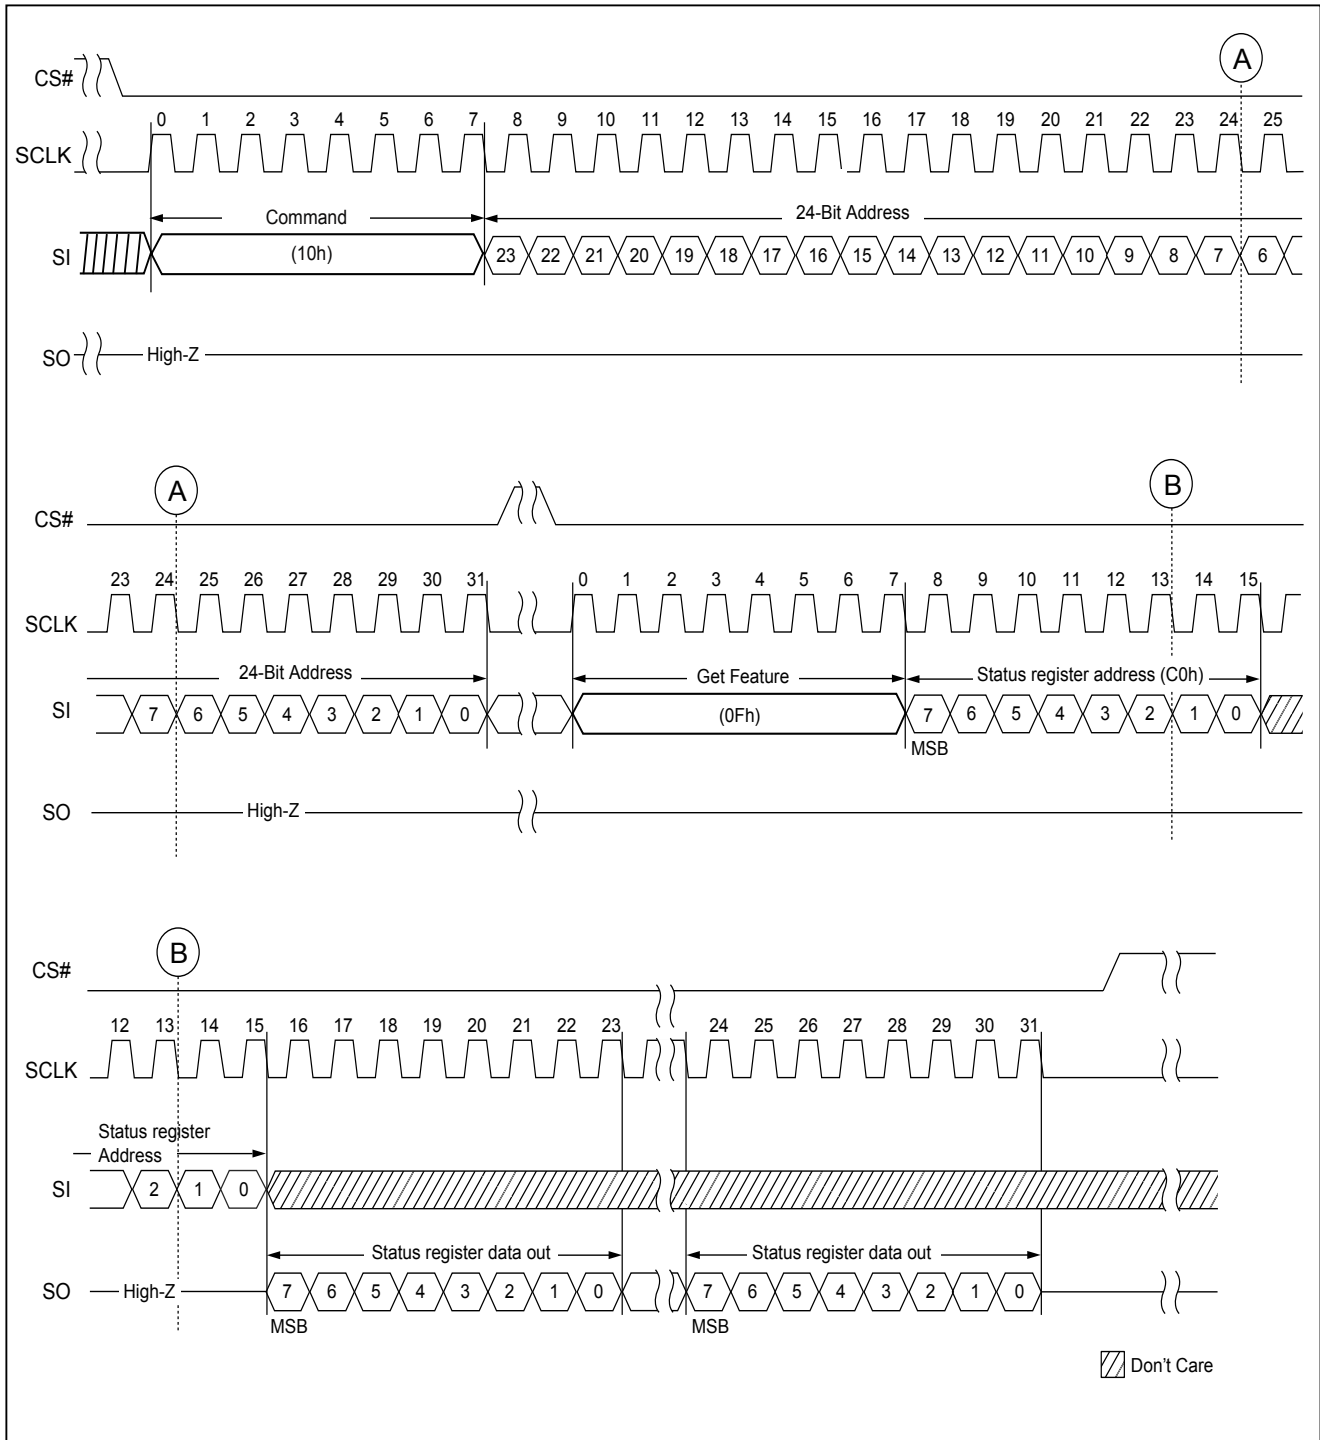 A
CS#
0 1 2 3 4 5 6 7 8 9 10 11 12 13 14 15 16 17 18 19 20 21 22 23 24 25
SCLK
Command 24-Bit Address
SI (10h) 23 22 21 20 19 18 17 16 15 14 13 12 11 10 9 8 7 6
SO High-Z
A B
CS#
23 24 25 26 27 28 29 30 31 0 1 2 3 4 5 6 7 8 9 10 11 12 13 14 15
SCLK
24-Bit Address Get Feature Status register address (C0h)
SI 7 6 5 4 3 2 1 0 (0Fh) 7 6 5 4 3 2 1 0
MSB
SO High-Z
B
CS#
12 13 14 15 16 17 18 19 20 21 22 23 24 25 26 27 28 29 30 31
SCLK
Status register
Address
SI 2 1 0
Status register data out Status register data out
SO High-Z 7 6 5 4 3 2 1 0 7 6 5 4 3 2 1 0
MSB MSB
Don't Care